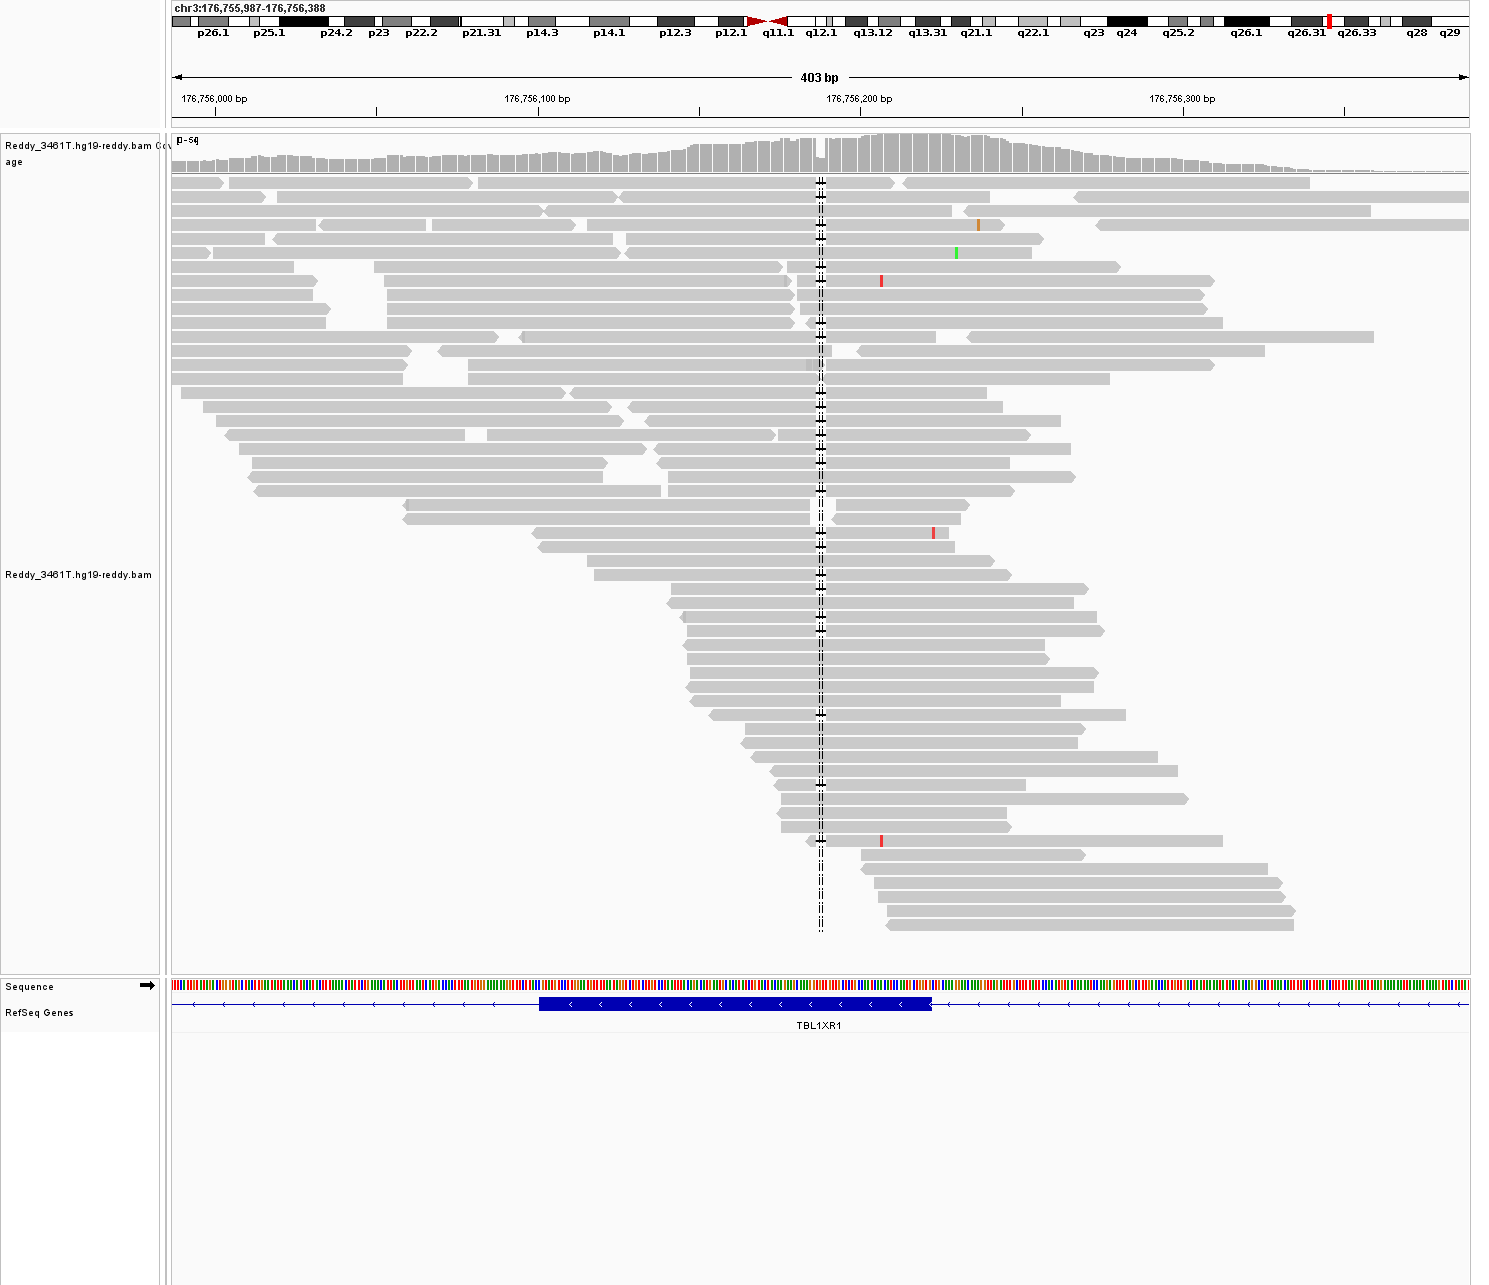 chr3:176,755,987-176,756,388
p26.1 p25.1 p24.2 p23 p22.2 p21.31 p14.3 p14.1 p12.3 p12.1 q11.1 q12.1 q13.12 q13.31 q21.1 q22.1 q23 q24 q25.2 q26.1 q26.31 q26.33 q28 q29
403 bp
176,756,000 bp 176,756,100 bp 176,756,200 bp 176,756,300 bp
Reddy_3461T.hg19-reddy.bam Cov
age
[0-54]
Reddy_3461T.hg19-reddy.bam
Sequence
RefSeq Genes
TBL1XR1